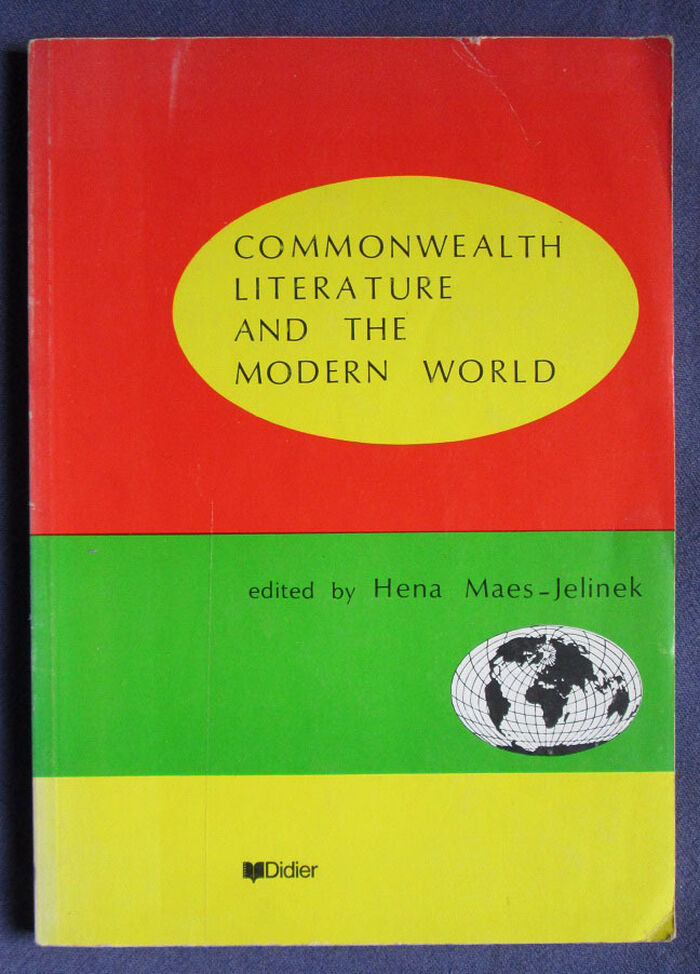 COMMONWEALTH
LITERATURE
AND THE
MODERN WORLD
edited by Hena Maes-Jelinek
Didier